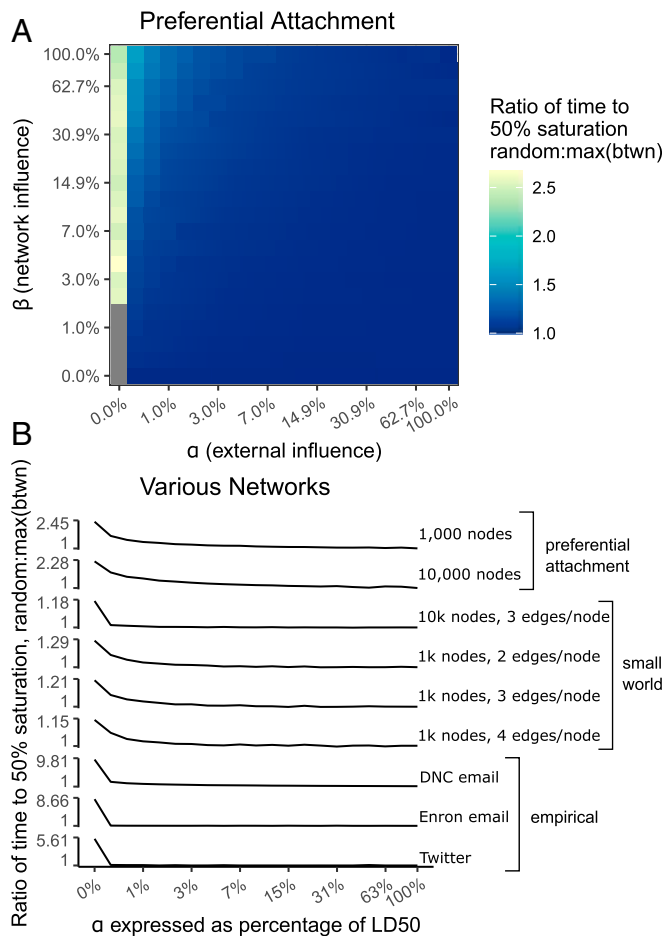 A
Preferential Attachment
β (network influence)
100.0%
62.7%
30.9%
14.9%
7.0%
3.0%
1.0%
0.0%
0.0%
1.0%
3.0%
7.0%
14.9%
30.9%
62.7%
100.0%
α (external influence)
Ratio of time to
50% saturation
random:max(btwn)
2.5
2.0
1.5
1.0
B
Various Networks
Ratio of time to 50% saturation, random:max(btwn)
2.45
1
1,000 nodes
2.28
1
10,000 nodes
preferential
attachment
1.18
1
10k nodes, 3 edges/node
1.29
1
1k nodes, 2 edges/node
1.21
1
1k nodes, 3 edges/node
1.15
1
1k nodes, 4 edges/node
small
world
9.81
1
DNC email
8.66
1
Enron email
5.61
1
Twitter
empirical
0%
1%
3%
7%
15%
31%
63%
100%
α expressed as percentage of LD50